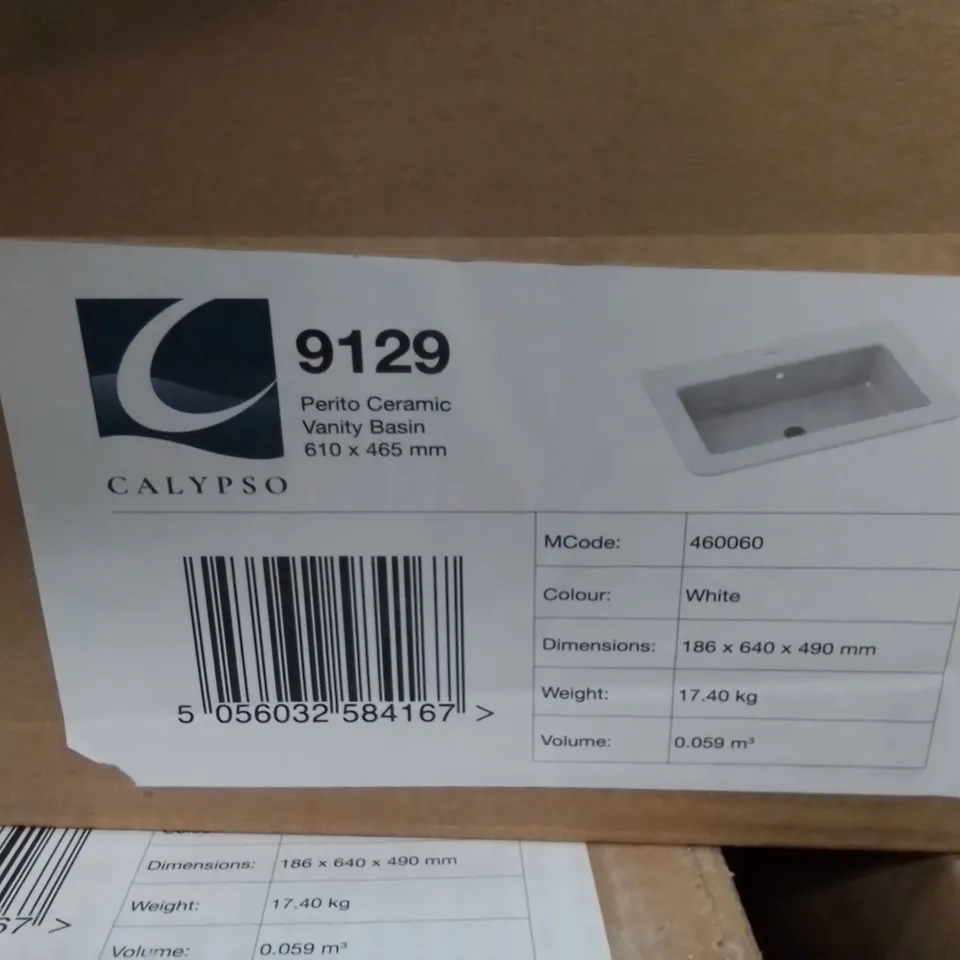 9129
Perito Ceramic
Vanity Basin
610 x 465 mm
CALYPSO
MCode: 460060
Colour: White
Dimensions: 186 x 640 x 490 mm
Weight: 17.40 kg
Volume: 0.059 m³
5 056032 584167 >
Dimensions: 186 x 640 x 490 mm
Weight: 17.40 kg
67 >
Volume: 0.059 m³